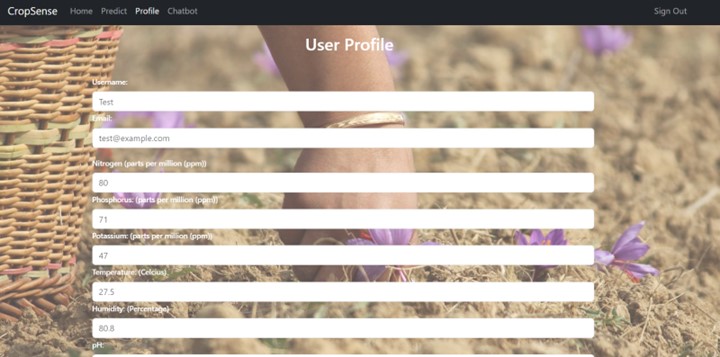 CropSense Home Predict Profile Chatbot Sign Out
User Profile
Username:
Test
Email:
test@example.com
Nitrogen (parts per million (ppm))
80
Phosphorus: (parts per million (ppm))
71
Potassium: (parts per million (ppm))
47
Temperature: (Celcius)
27.5
Humidity: (Percentage)
80.8
pH: